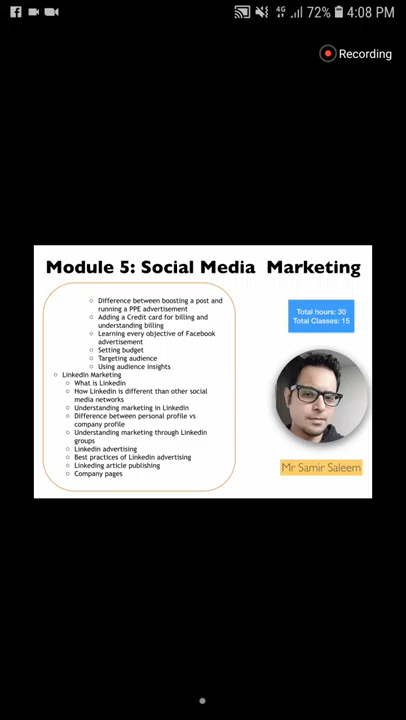 4G 72% 4:08 PM
Recording
Module 5: Social Media Marketing
Difference between boosting a post and
running a PPE advertisement
Adding a Credit card for billing and
understanding billing
Learning every objective of Facebook
advertisement
Setting budget
Targeting audience
Using audience insights
Linkedin Marketing
What is Linkedin
How Linkedin is different than other social
media networks
Understanding marketing in Linkedin
Difference between personal profile vs
company profile
Understanding marketing through Linkedin
groups
Linkedin advertising
Best practices of Linkedin advertising
Linkeding article publishing
Company pages
Total hours: 30
Total Classes: 15
Mr Samir Saleem